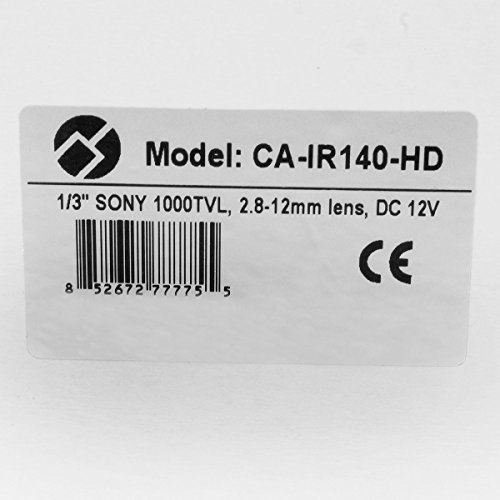 Model: CA-IR140-HD
1/3" SONY 1000TVL, 2.8-12mm lens, DC 12V
CE
8 52672 77775 5